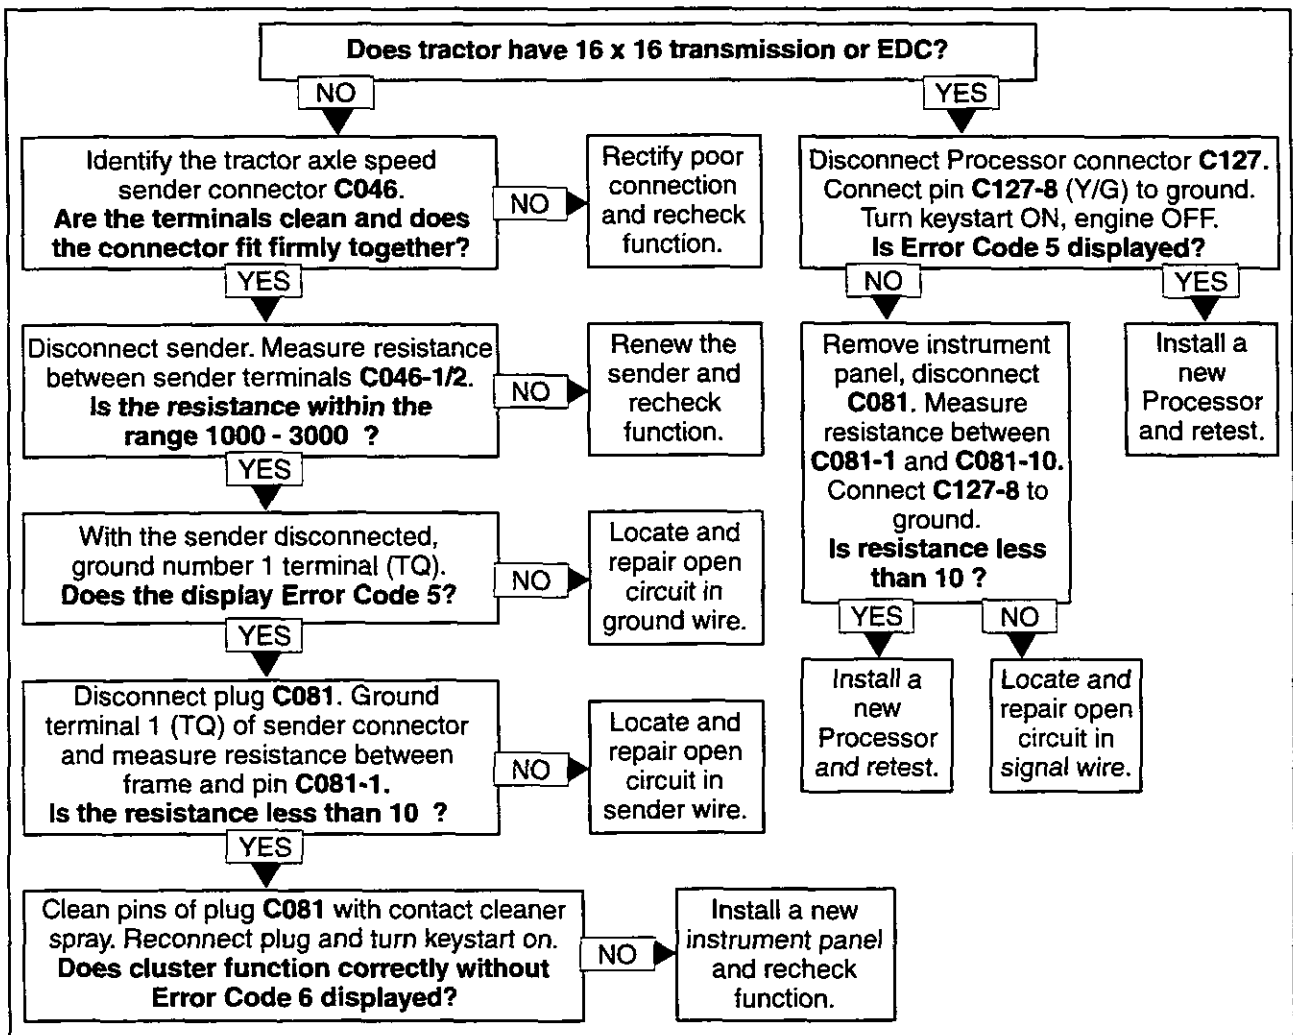 Does tractor have 16 x 16 transmission or EDC?
NO
YES
Identify the tractor axle speed
sender connector C046.
Are the terminals clean and does
the connector fit firmly together?
NO
Rectify poor
connection
and recheck
function.
YES
Disconnect sender. Measure resistance
between sender terminals C046-1/2.
Is the resistance within the
range 1000 - 3000 ?
NO
Renew the
sender and
recheck
function.
YES
With the sender disconnected,
ground number 1 terminal (TQ).
Does the display Error Code 5?
NO
Locate and
repair open
circuit in
ground wire.
YES
Disconnect plug C081. Ground
terminal 1 (TQ) of sender connector
and measure resistance between
frame and pin C081-1.
Is the resistance less than 10 ?
NO
Locate and
repair open
circuit in
sender wire.
YES
Clean pins of plug C081 with contact cleaner
spray. Reconnect plug and turn keystart on.
Does cluster function correctly without
Error Code 6 displayed?
NO
Install a new
instrument panel
and recheck
function.
Disconnect Processor connector C127.
Connect pin C127-8 (Y/G) to ground.
Turn keystart ON, engine OFF.
Is Error Code 5 displayed?
NO
YES
Remove instrument
panel, disconnect
C081. Measure
resistance between
C081-1 and C081-10.
Connect C127-8 to
ground.
Is resistance less
than 10 ?
Install a
new
Processor
and retest.
YES
NO
Install a
new
Processor
and retest.
Locate and
repair open
circuit in
signal wire.